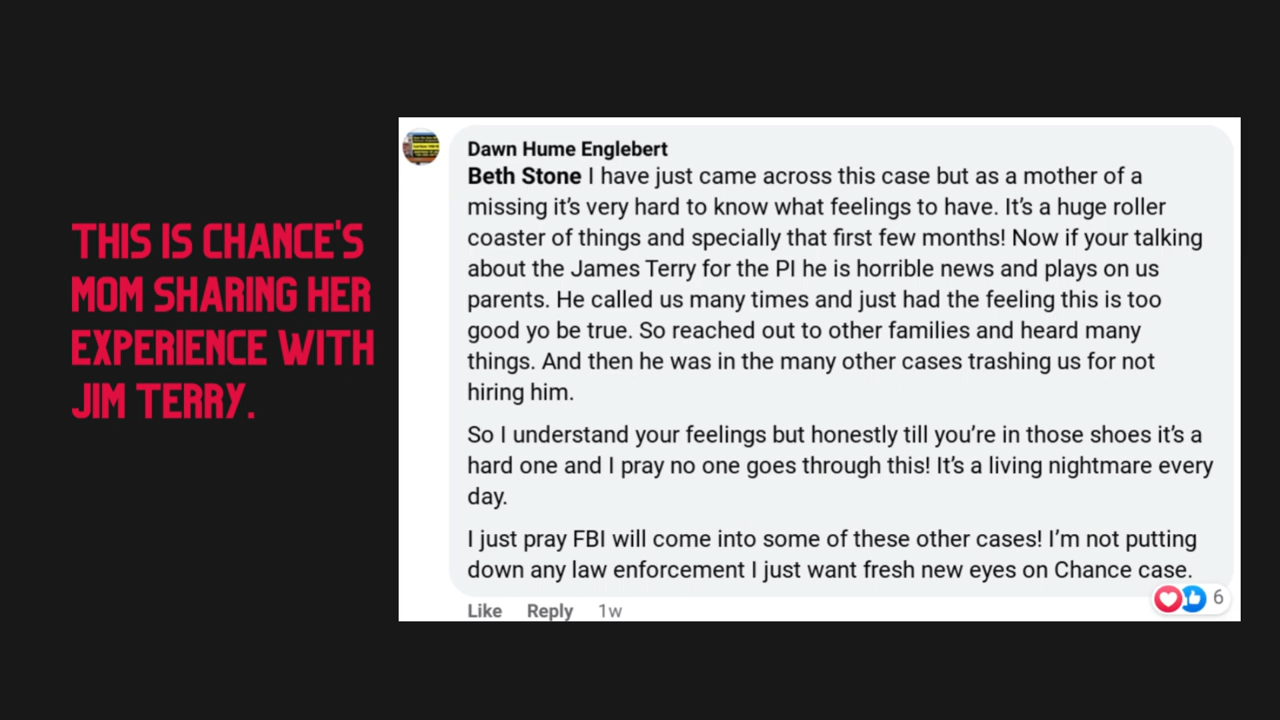 THIS IS CHANCE'S
MOM SHARING HER
EXPERIENCE WITH
JIM TERRY.
Dawn Hume Englebert
Beth Stone I have just came across this case but as a mother of a
missing it's very hard to know what feelings to have. It's a huge roller
coaster of things and specially that first few months! Now if your talking
about the James Terry for the PI he is horrible news and plays on us
parents. He called us many times and just had the feeling this is too
good yo be true. So reached out to other families and heard many
things. And then he was in the many other cases trashing us for not
hiring him.
So I understand your feelings but honestly till you're in those shoes it's a
hard one and I pray no one goes through this! It's a living nightmare every
day.
I just pray FBI will come into some of these other cases! I'm not putting
down any law enforcement I just want fresh new eyes on Chance case.
Like Reply 1w
6